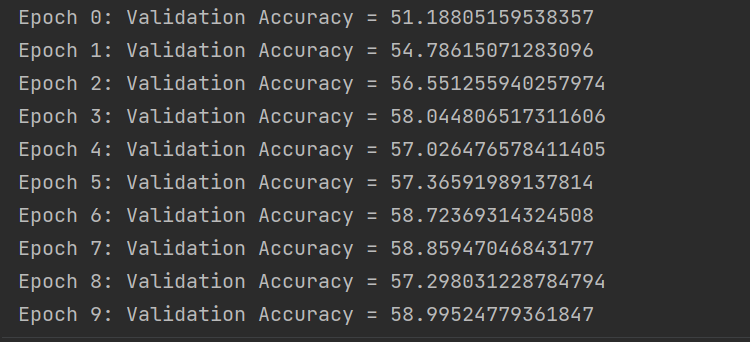 Epoch 0: Validation Accuracy = 51.18805159538357
Epoch 1: Validation Accuracy = 54.78615071283096
Epoch 2: Validation Accuracy = 56.551255940257974
Epoch 3: Validation Accuracy = 58.044806517311606
Epoch 4: Validation Accuracy = 57.026476578411405
Epoch 5: Validation Accuracy = 57.36591989137814
Epoch 6: Validation Accuracy = 58.72369314324508
Epoch 7: Validation Accuracy = 58.85947046843177
Epoch 8: Validation Accuracy = 57.298031228784794
Epoch 9: Validation Accuracy = 58.99524779361847